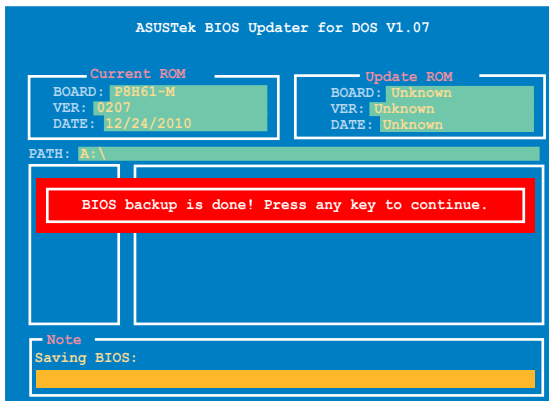 ASUSTek BIOS Updater for DOS V1.07
Current ROM
BOARD: P8H61-M
VER: 0207
DATE: 12/24/2010
Update ROM
BOARD: Unknown
VER: Unknown
DATE: Unknown
PATH: A:\
BIOS backup is done! Press any key to continue.
Note
Saving BIOS: